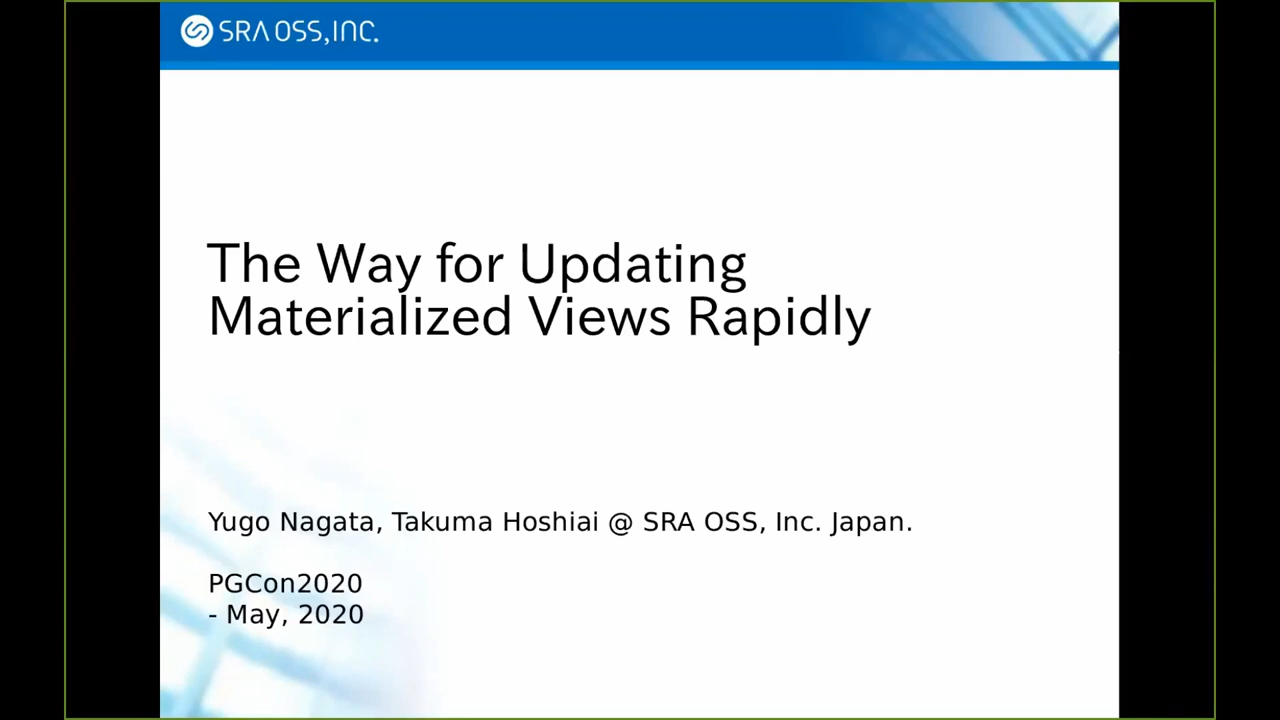 SRA OSS, INC.
The Way for Updating
Materialized Views Rapidly
Yugo Nagata, Takuma Hoshiai @ SRA OSS, Inc. Japan.
PGCon2020
- May, 2020